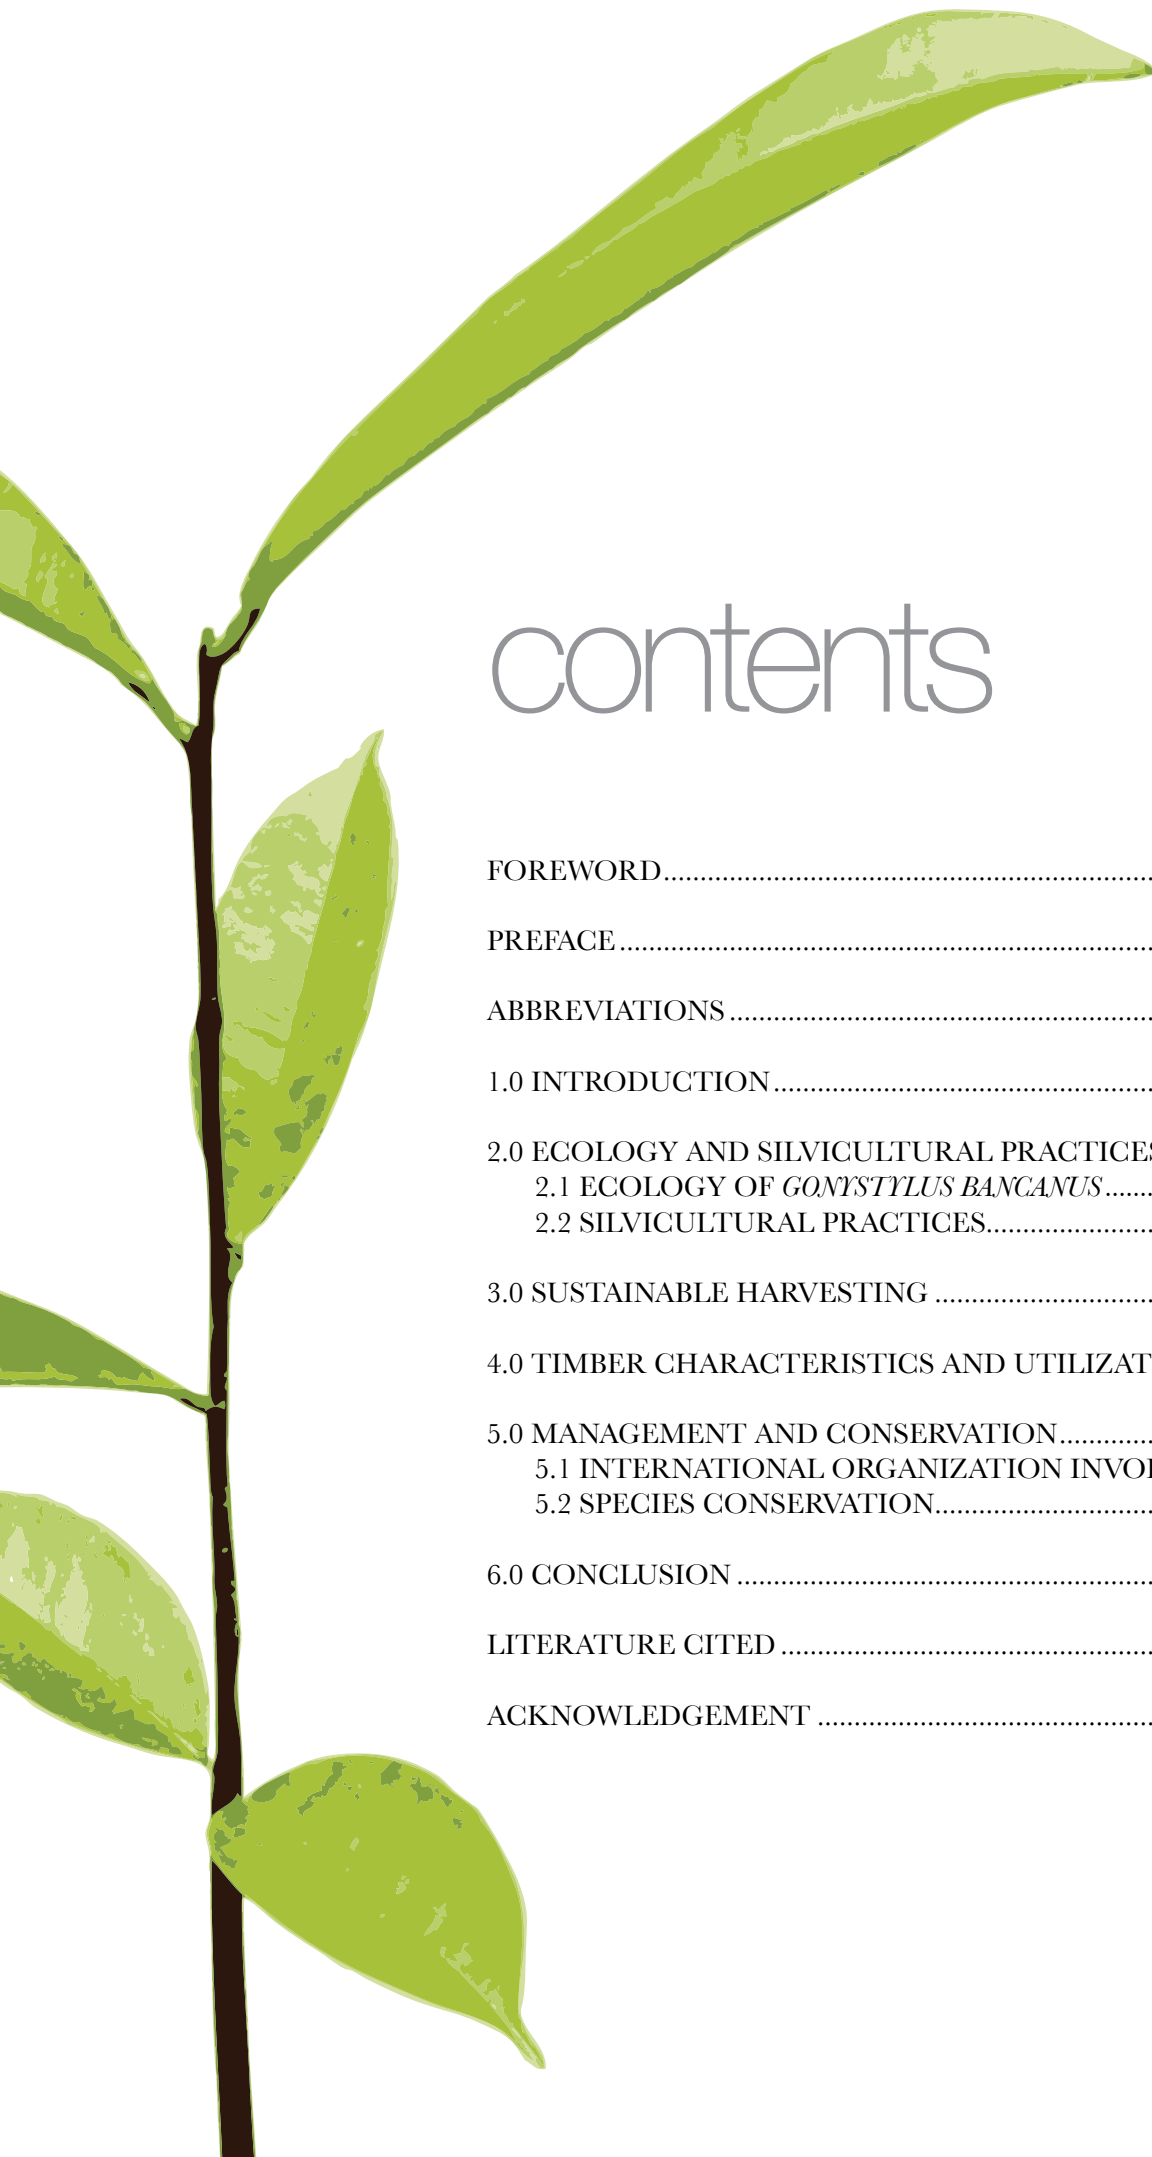 contents
FOREWORD
PREFACE
ABBREVIATIONS
1.0 INTRODUCTION
2.0 ECOLOGY AND SILVICULTURAL PRACTICES
2.1 ECOLOGY OF GONYSTYLUS BANCANUS
2.2 SILVICULTURAL PRACTICES
3.0 SUSTAINABLE HARVESTING
4.0 TIMBER CHARACTERISTICS AND
5.0 MANAGEMENT AND CONSERVATION
5.1 INTERNATIONAL ORGANIZATION
5.2 SPECIES CONSERVATION
6.0 CONCLUSION
LITERATURE CITED
ACKNOWLEDGEMENT